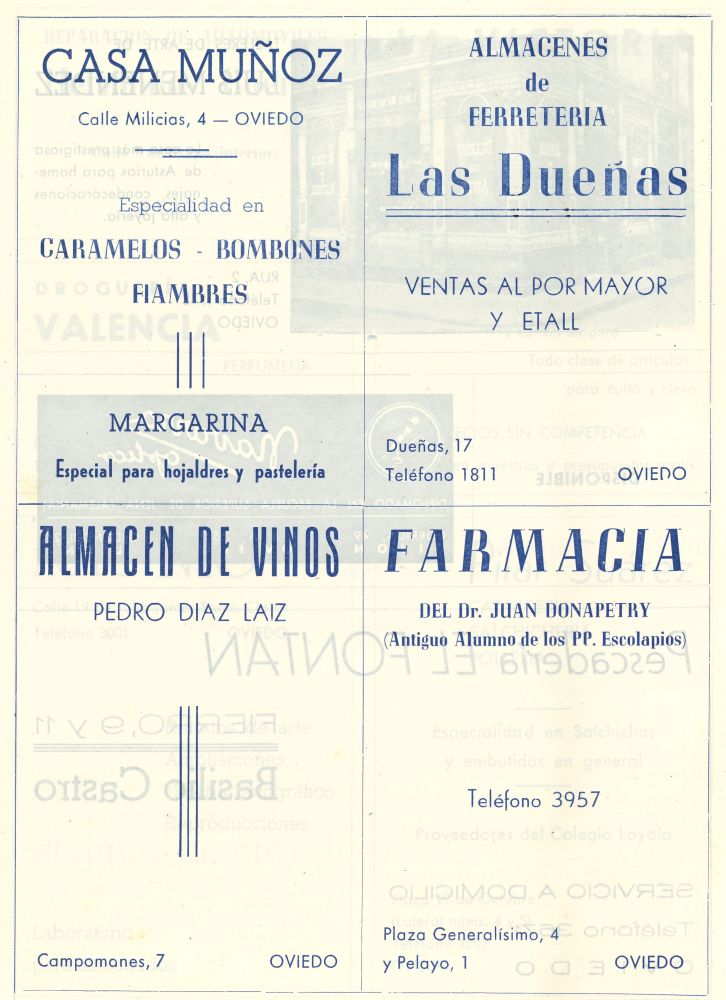 CASA MUÑOZ
Calle Milicias, 4 — OVIEDO
Especialidad en
CARAMELOS - BOMBONES
FIAMBRES
MARGARINA
Especial para hojaldres y pastelería
ALMACENES
de
FERRETERIA
Las Dueñas
VENTAS AL POR MAYOR
Y ETALL
Dueñas, 17
Teléfono 1811 OVIEDO
ALMACEN DE VINOS
PEDRO DIAZ LAIZ
Campomanes, 7 OVIEDO
FARMACIA
DEL Dr. JUAN DONAPETRY
(Antiguo Alumno de los PP. Escolapios)
Teléfono 3957
Plaza Generalísimo, 4
y Pelayo, 1 OVIEDO